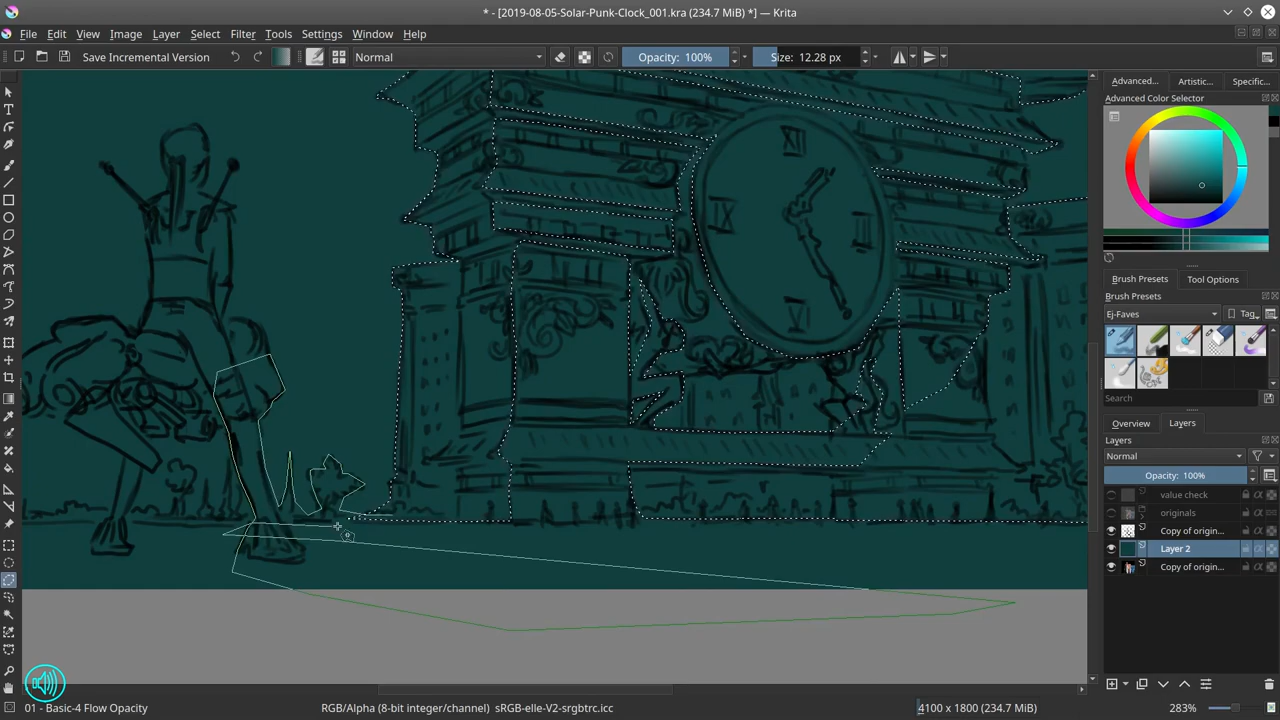 * - [2019-08-05-Solar-Punk-Clock_001.kra (234.7 MiB) *] — Krita
File Edit View Image Layer Select Filter Tools Settings Window Help
Save Incremental Version Normal Opacity: 100% Size: 12.28 px
Advanced... Artistic... Specific...
Advanced Color Selector
XII
IX
III
VI
Brush Presets Tool Options
Brush Presets
Ej-Faves Tag
Search
Overview Layers
Layers
Normal
Opacity: 100%
value check
originals
Copy of origin...
Layer 2
Copy of origin...
01 - Basic-4 Flow Opacity RGB/Alpha (8-bit integer/channel) sRGB-elle-V2-srgbtrc.icc 4100 x 1800 (234.7 MiB) 283%